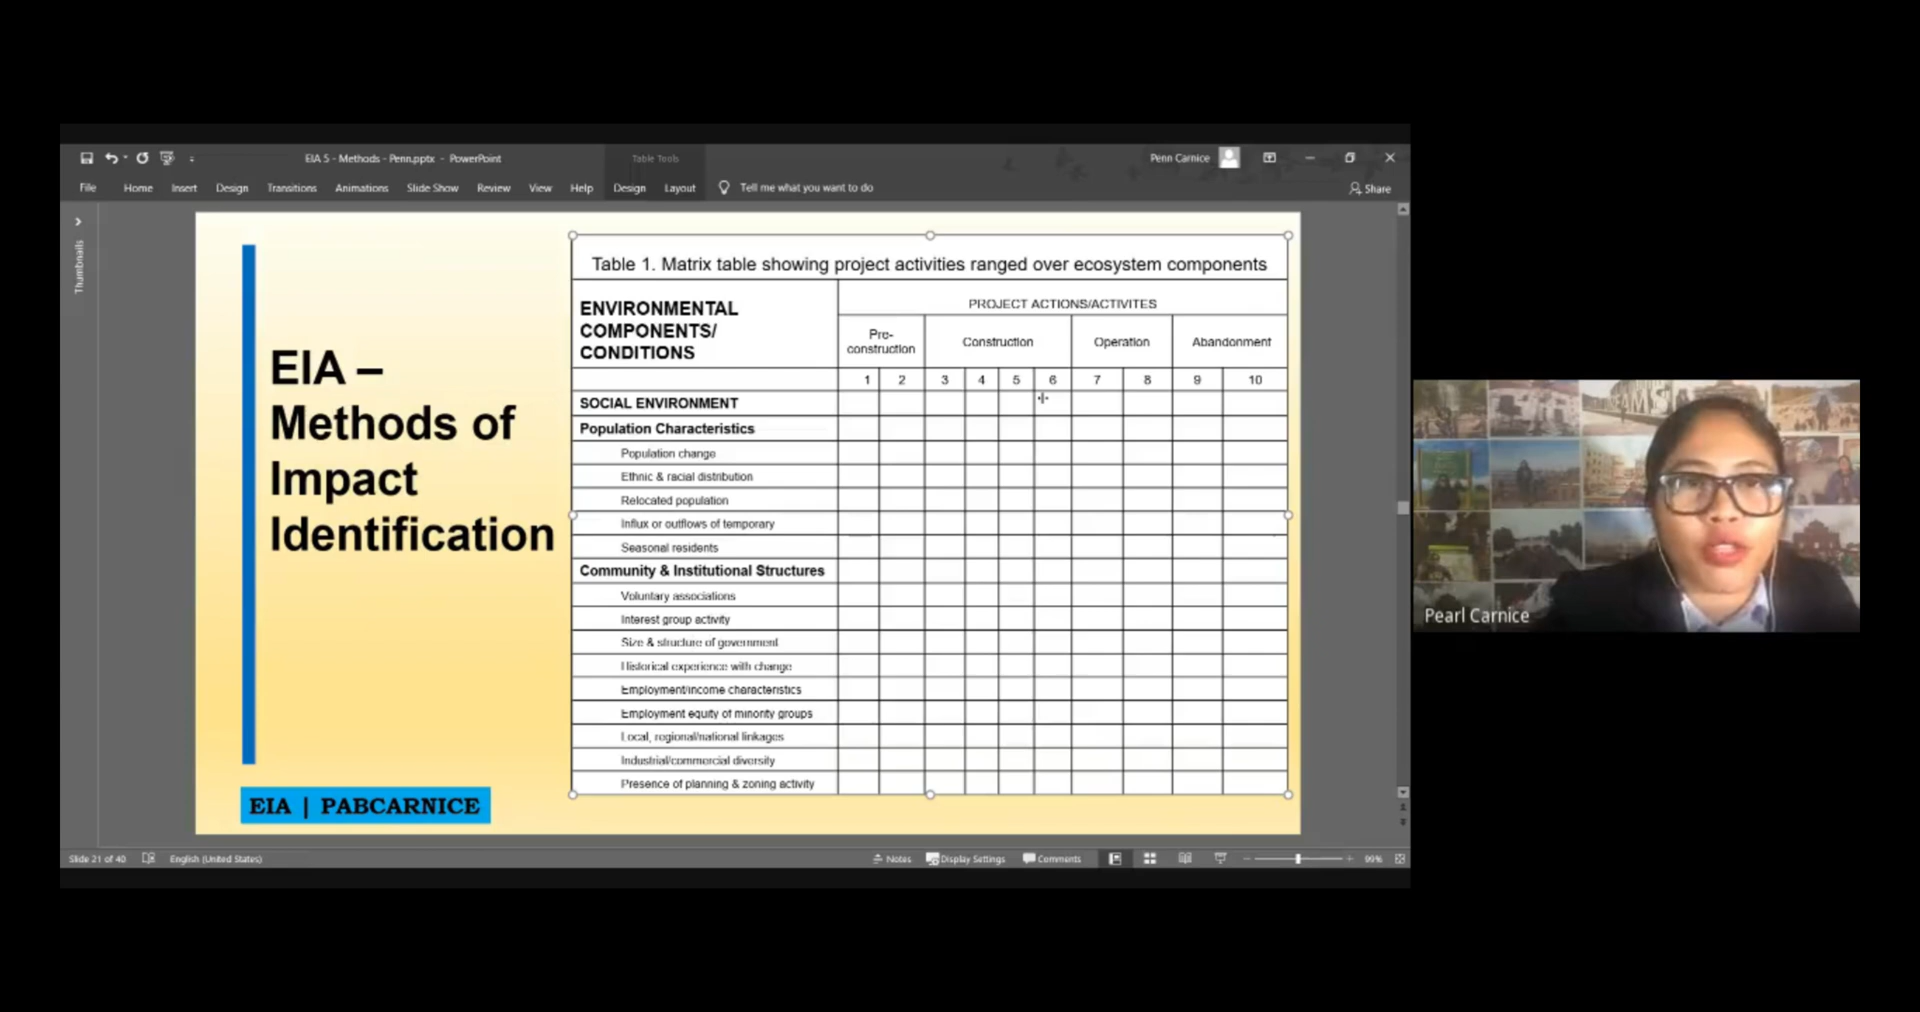 EIA 5 - Methods - Penn.pptx - PowerPoint
Table Tools
Penn Carnice
File Home Insert Design Transitions Animations Slide Show Review View Help Design Layout Tell me what you want to do Share
Thumbnails
EIA –
Methods of
Impact
Identification
EIA | PABCARNICE
Table 1. Matrix table showing project activities ranged over ecosystem components
ENVIRONMENTAL
COMPONENTS/
CONDITIONS
PROJECT ACTIONS/ACTIVITES
Pre-
construction
Construction
Operation
Abandonment
1 2 3 4 5 6 7 8 9 10
SOCIAL ENVIRONMENT
Population Characteristics
Population change
Ethnic & racial distribution
Relocated population
Influx or outflows of temporary
Seasonal residents
Community & Institutional Structures
Voluntary associations
Interest group activity
Size & structure of government
Historical experience with change
Employment/income characteristics
Employment equity of minority groups
Local, regional/national linkages
Industrial/commercial diversity
Presence of planning & zoning activity
Pearl Carnice
Slide 21 of 40 English (United States) Notes Display Settings Comments 99%